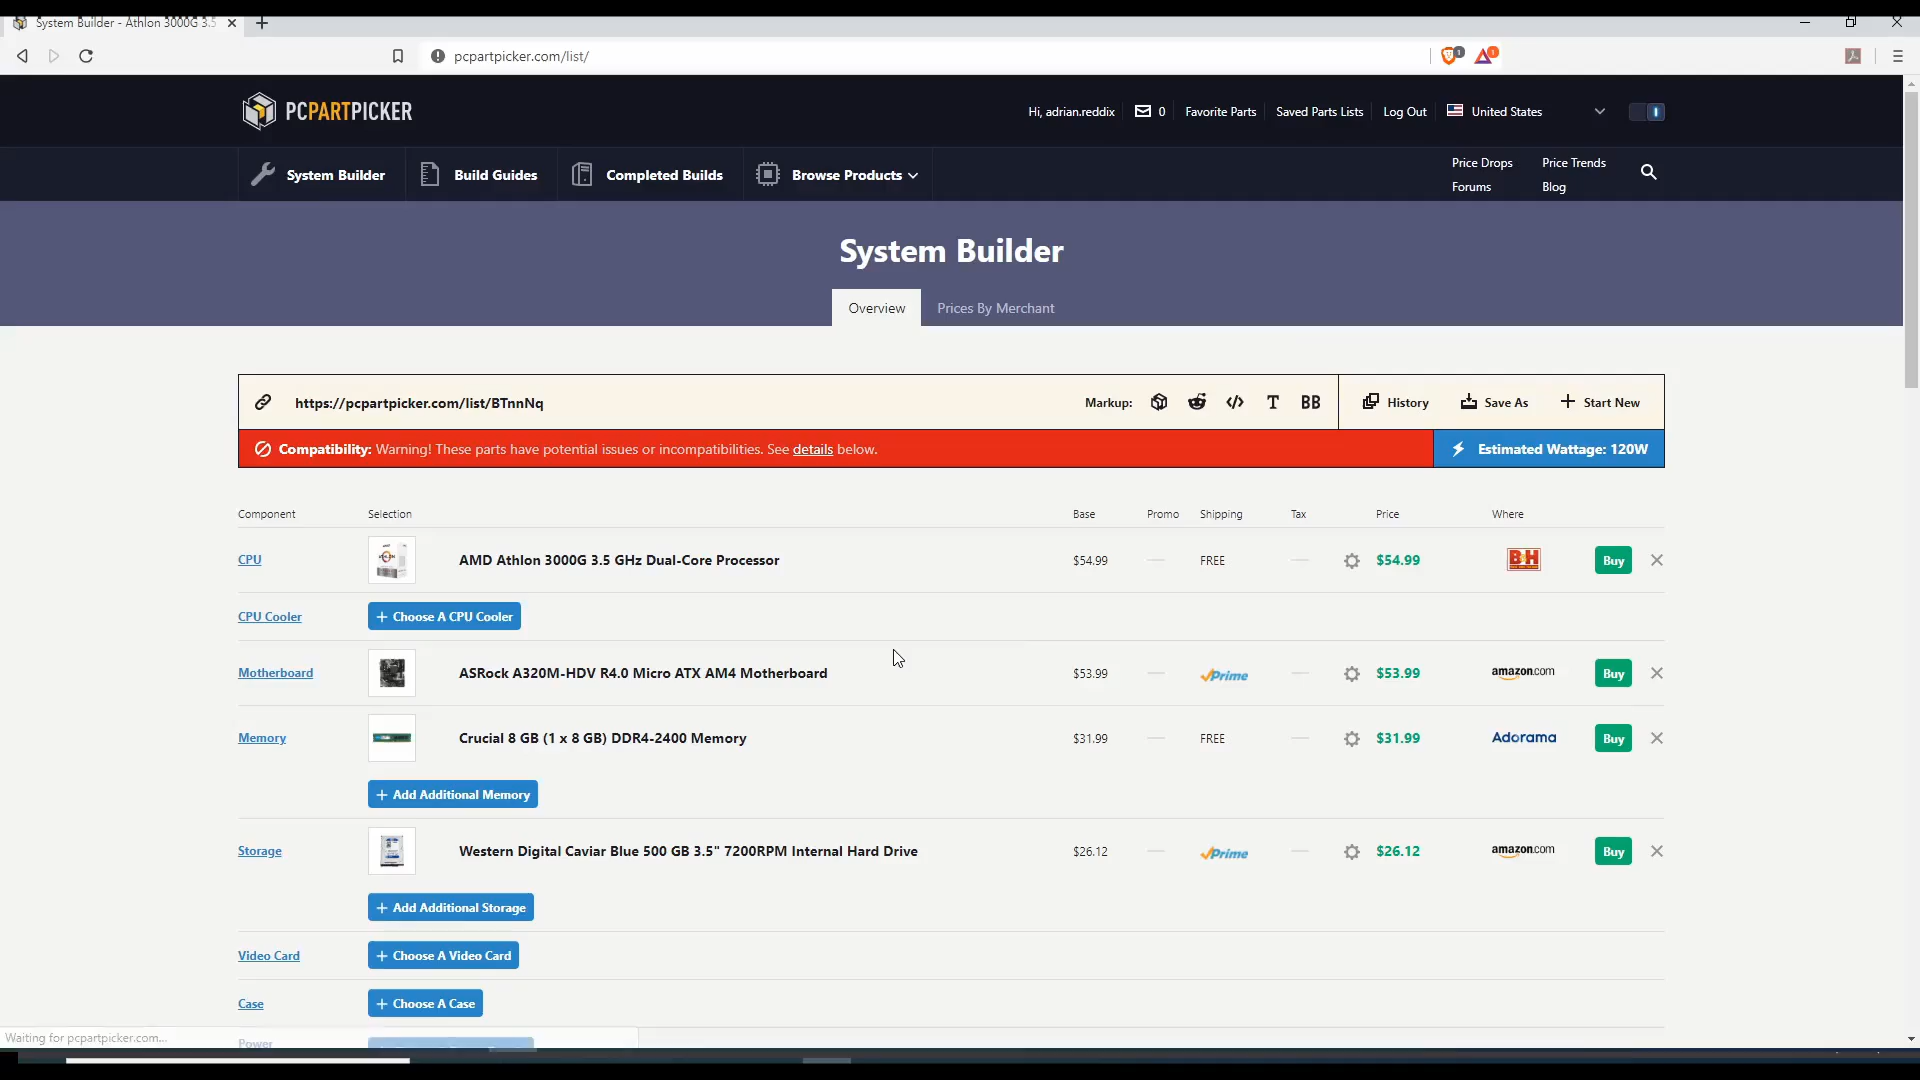 System Builder - Athlon 3000G 3.5
pcpartpicker.com/list/
1
1
PCPARTPICKER
Hi, adrian.reddix
0
Favorite Parts
Saved Parts Lists
Log Out
United States
System Builder
Build Guides
Completed Builds
Browse Products
Price Drops
Price Trends
Forums
Blog
System Builder
Overview
Prices By Merchant
https://pcpartpicker.com/list/BTnnNq
Markup:
T
BB
History
Save As
Start New
Compatibility: Warning! These parts have potential issues or incompatibilities. See details below.
Estimated Wattage: 120W
Component Selection Base Promo Shipping Tax Price Where
CPU AMD Athlon 3000G 3.5 GHz Dual-Core Processor $54.99 — FREE — $54.99 B&H Buy
CPU Cooler + Choose A CPU Cooler
Motherboard ASRock A320M-HDV R4.0 Micro ATX AM4 Motherboard $53.99 — Prime — $53.99 amazon.com Buy
Memory Crucial 8 GB (1 x 8 GB) DDR4-2400 Memory $31.99 — FREE — $31.99 Adorama Buy
+ Add Additional Memory
Storage Western Digital Caviar Blue 500 GB 3.5" 7200RPM Internal Hard Drive $26.12 — Prime — $26.12 amazon.com Buy
+ Add Additional Storage
Video Card + Choose A Video Card
Case + Choose A Case
Power
Waiting for pcpartpicker.com...